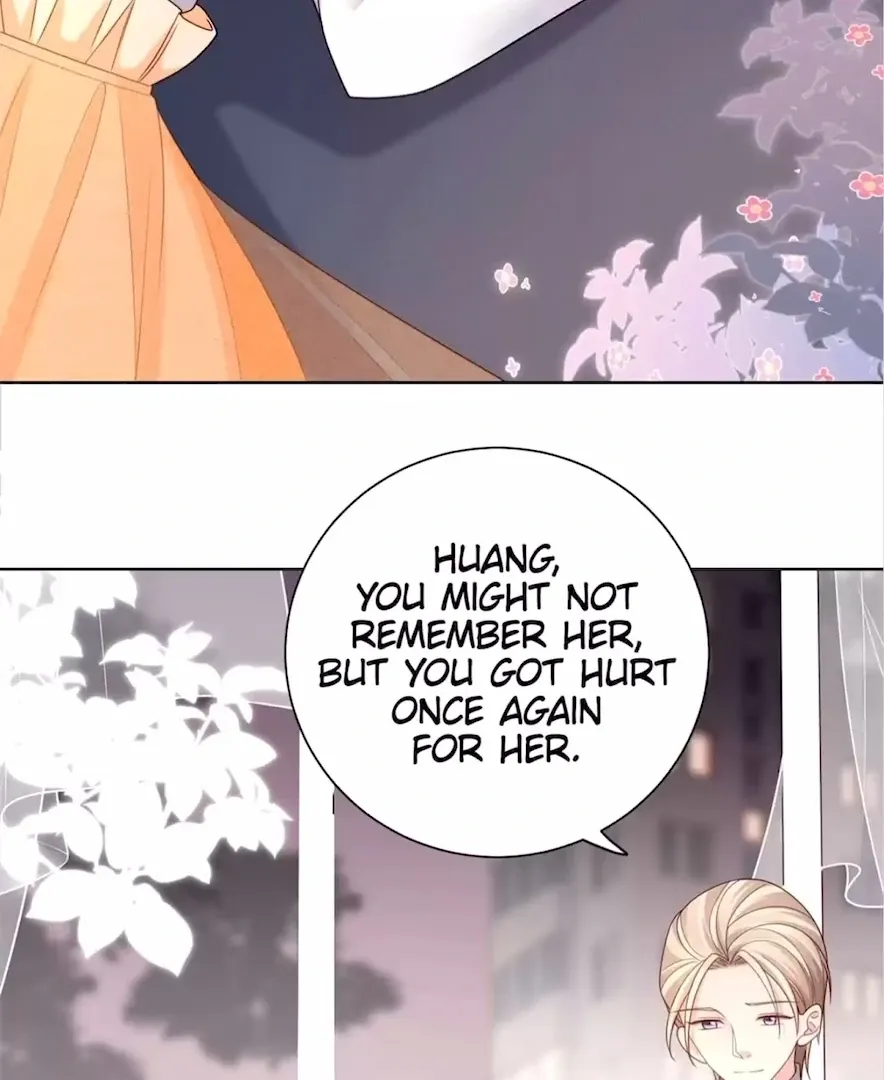 HUANG,
YOU MIGHT NOT
REMEMBER HER,
BUT YOU GOT HURT
ONCE AGAIN
FOR HER.